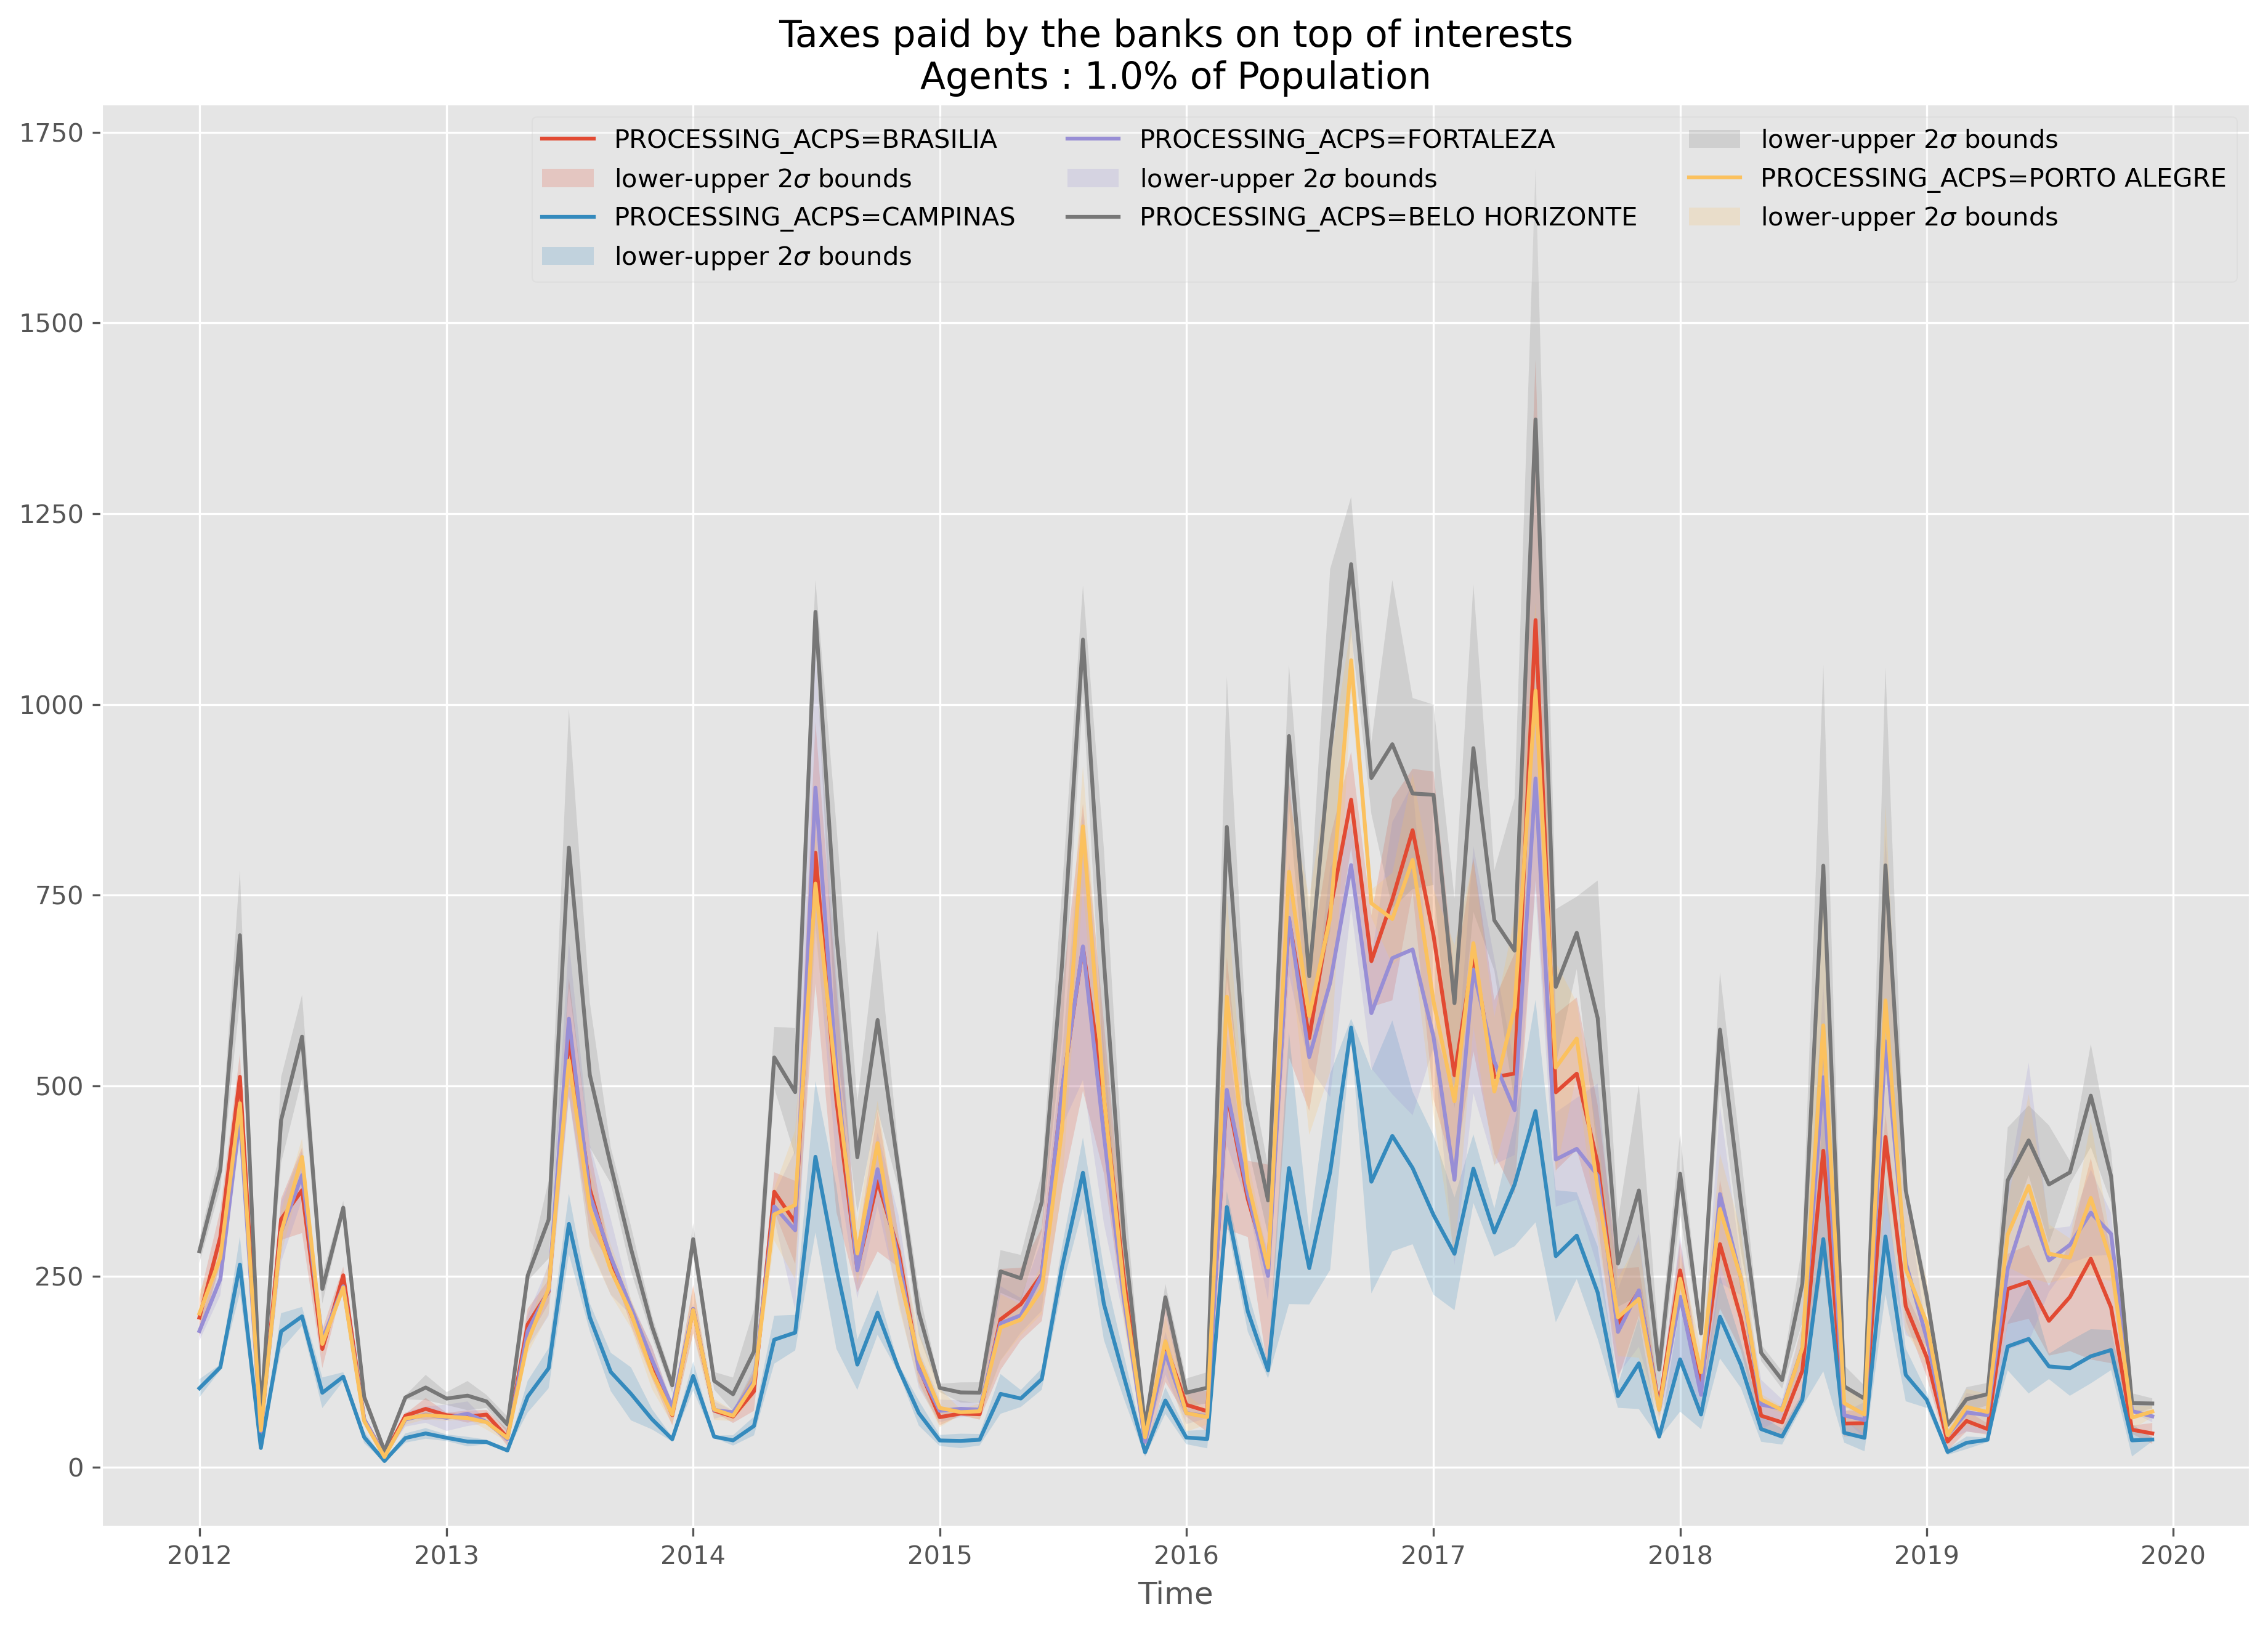 Taxes paid by the banks on top of interests
Agents : 1.0% of Population
PROCESSING_ACPS=BRASILIA
lower-upper 2σ bounds
PROCESSING_ACPS=CAMPINAS
lower-upper 2σ bounds
PROCESSING_ACPS=FORTALEZA
lower-upper 2σ bounds
PROCESSING_ACPS=BELO HORIZONTE
lower-upper 2σ bounds
PROCESSING_ACPS=PORTO ALEGRE
lower-upper 2σ bounds
1750
1500
1250
1000
750
500
250
0
2012 2013 2014 2015 2016 2017 2018 2019 2020
Time